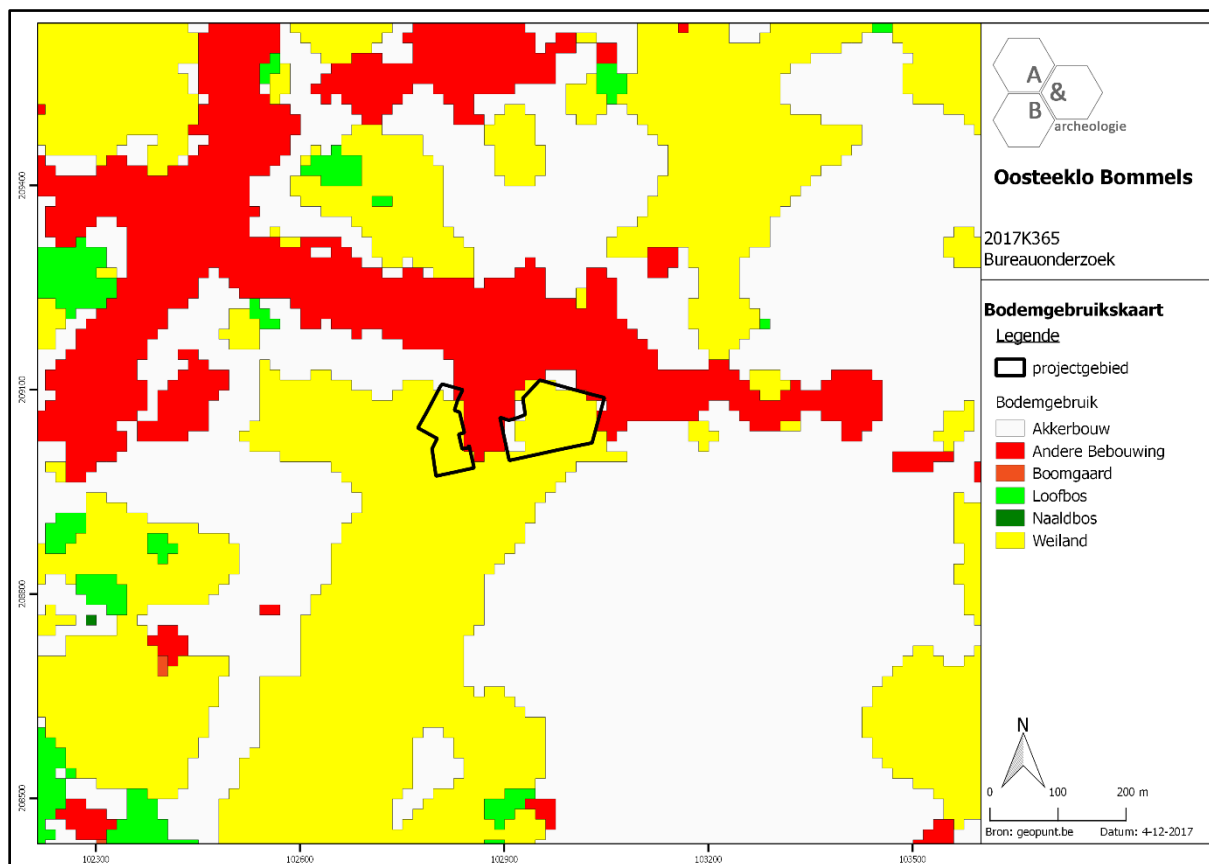 A
&
B
archeologie
Oosteeklo Bommels
2017K365
Bureauonderzoek
Bodemgebruikskaart
Legende
projectgebied
Bodemgebruik
Akkerbouw
Andere Bebouwing
Boomgaard
Loofbos
Naaldbos
Weiland
N
0 100 200 m
Bron: geopunt.be Datum: 4-12-2017
209400
209100
208800
208500
102300 102600 102900 103200 103500